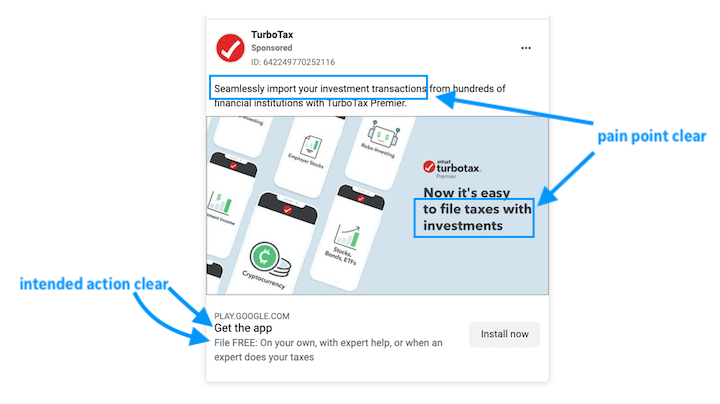 TurboTax
Sponsored
ID: 642249770252116
Seamlessly import your investment transactions from hundreds of
financial institutions with TurboTax Premier.
pain point clear
Investing
Employer Stocks
Robo-Investing
Investment Income
Cryptocurrency
Stocks,
Bonds, ETFs
intuit
turbotax.
Premier
Now it's easy
to file taxes with
investments
intended action clear
PLAY.GOOGLE.COM
Get the app
File FREE: On your own, with expert help, or when an
expert does your taxes
Install now